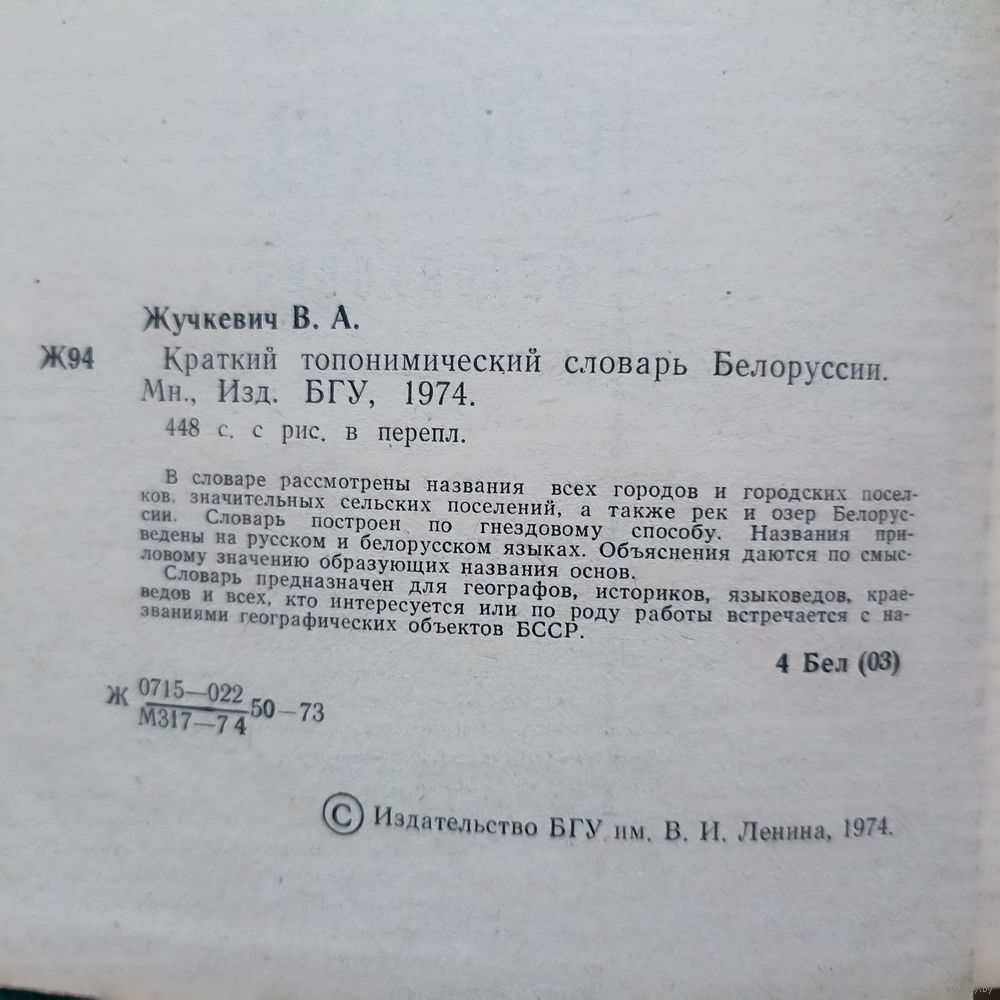 Жучкевич В. А.
Ж94 Краткий топонимический словарь Белоруссии.
Мн., Изд. БГУ, 1974.
448 с. с рис. в перепл.
В словаре рассмотрены названия всех городов и городских посел-
ков, значительных сельских поселений, а также рек и озер Белорус-
сии. Словарь построен по гнездовому способу. Названия при-
ведены на русском и белорусском языках. Объяснения даются по смыс-
ловому значению образующих названия основ.
Словарь предназначен для географов, историков, языковедов, крае-
ведов и всех, кто интересуется или по роду работы встречается с на-
званиями географических объектов БССР.
4 Бел (03)
Ж 0715—022
М317—74 50—73
© Издательство БГУ им. В. И. Ленина, 1974.